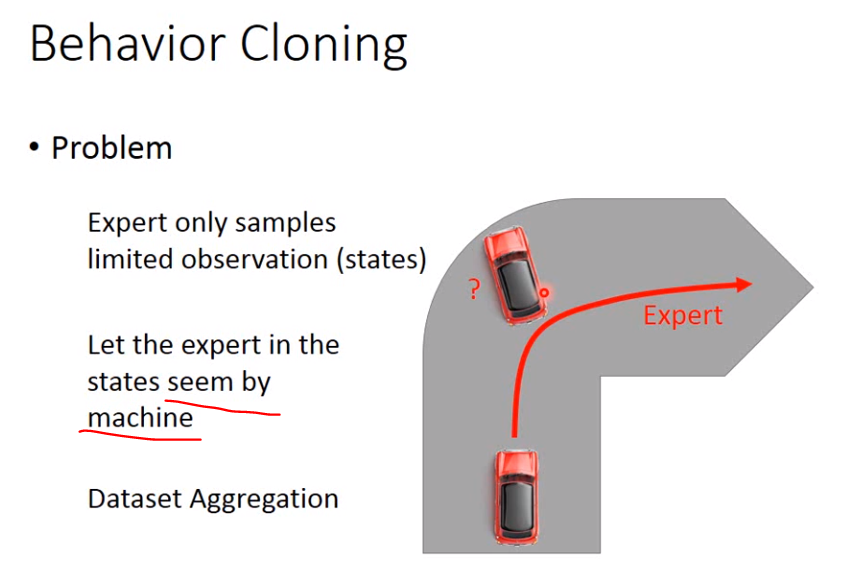 Behavior Cloning
• Problem
Expert only samples
limited observation (states)
?
Expert
Let the expert in the
states seem by
machine
Dataset Aggregation